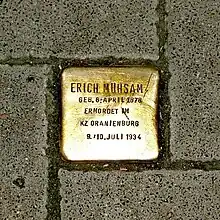 ERICH MÜHSAM
GEB. 6. APRIL 1878
ERMORDET IM
KZ ORANIENBURG
9./10. JULI 1934